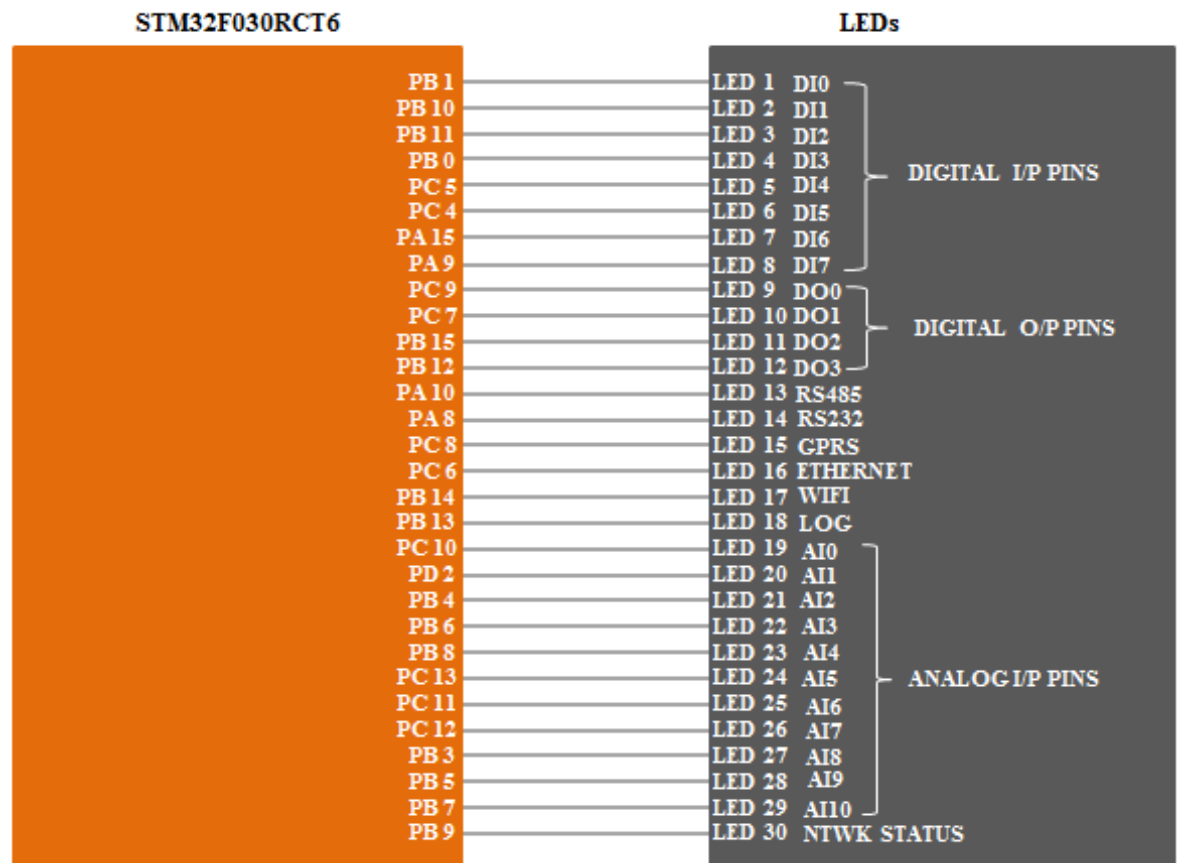 STM32F030RCT6 LEDs
PB 1 LED 1 DI0
PB 10 LED 2 DI1
PB 11 LED 3 DI2
PB 0 LED 4 DI3
DIGITAL I/P PINS
PC 5 LED 5 DI4
PC 4 LED 6 DI5
PA 15 LED 7 DI6
PA 9 LED 8 DI7
PC 9 LED 9 DO0
PC 7 LED 10 DO1
DIGITAL O/P PINS
PB 15 LED 11 DO2
PB 12 LED 12 DO3
PA 10 LED 13 RS485
PA 8 LED 14 RS232
PC 8 LED 15 GPRS
PC 6 LED 16 ETHERNET
PB 14 LED 17 WIFI
PB 13 LED 18 LOG
PC 10 LED 19 AI0
PD 2 LED 20 AI1
PB 4 LED 21 AI2
PB 6 LED 22 AI3
PB 8 LED 23 AI4
PC 13 LED 24 AI5 ANALOG I/P PINS
PC 11 LED 25 AI6
PC 12 LED 26 AI7
PB 3 LED 27 AI8
PB 5 LED 28 AI9
PB 7 LED 29 AI10
PB 9 LED 30 NTWK STATUS